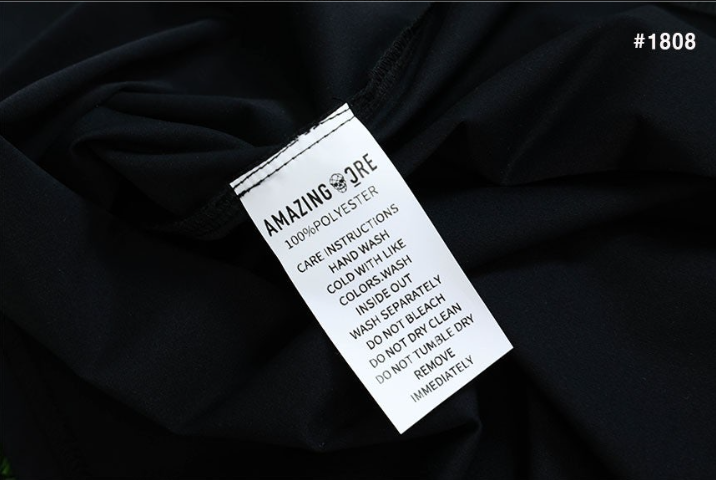 #1808
AMAZING ORE
100%POLYESTER
CARE INSTRUCTIONS
HAND WASH
COLD WITH LIKE
COLORS.WASH
INSIDE OUT
WASH SEPARATELY
DO NOT BLEACH
DO NOT DRY CLEAN
DO NOT TUMBLE DRY
REMOVE
IMMEDIATELY